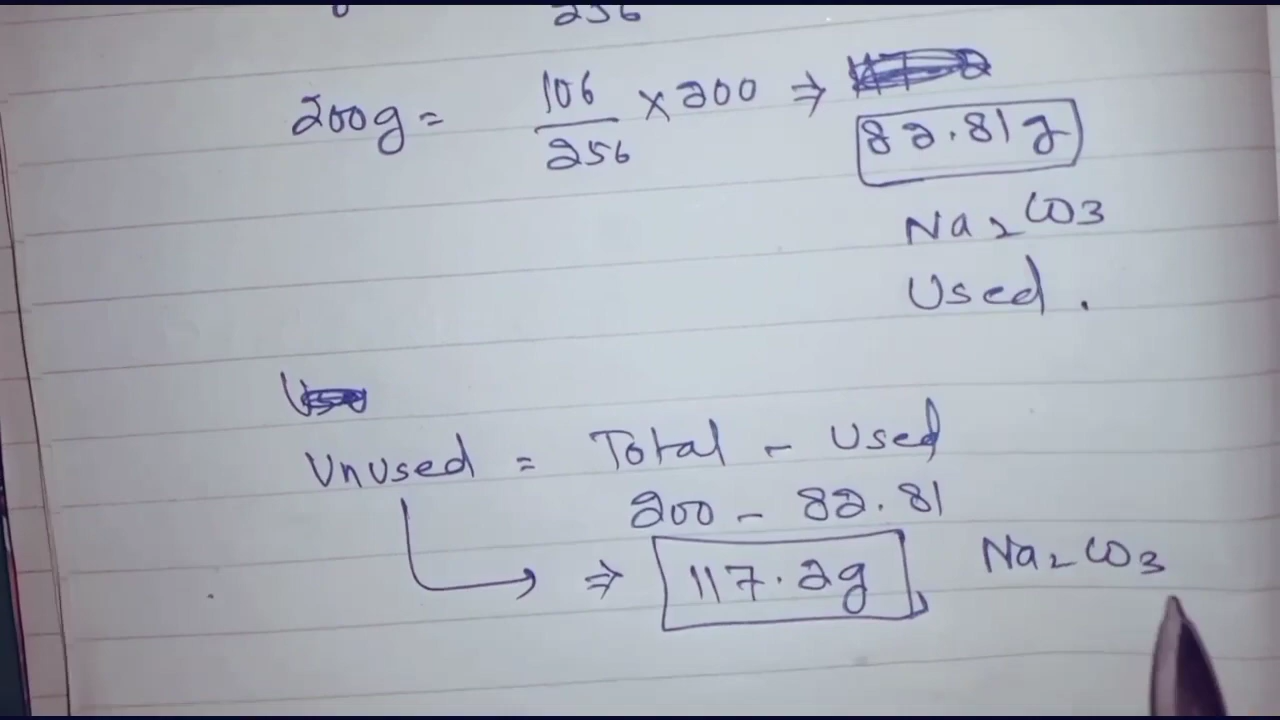 256
200g = 106/256 × 200 ⇒ 82.81g
Na2CO3
Used.
Unused = Total - Used
200 - 82.81
⇒ 117.2g Na2CO3